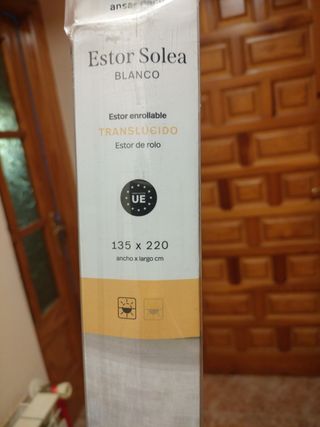 Estor Solea
BLANCO
Estor enrollable
TRANSLÚCIDO
Estor de rolo
UE
135 x 220
ancho x largo cm